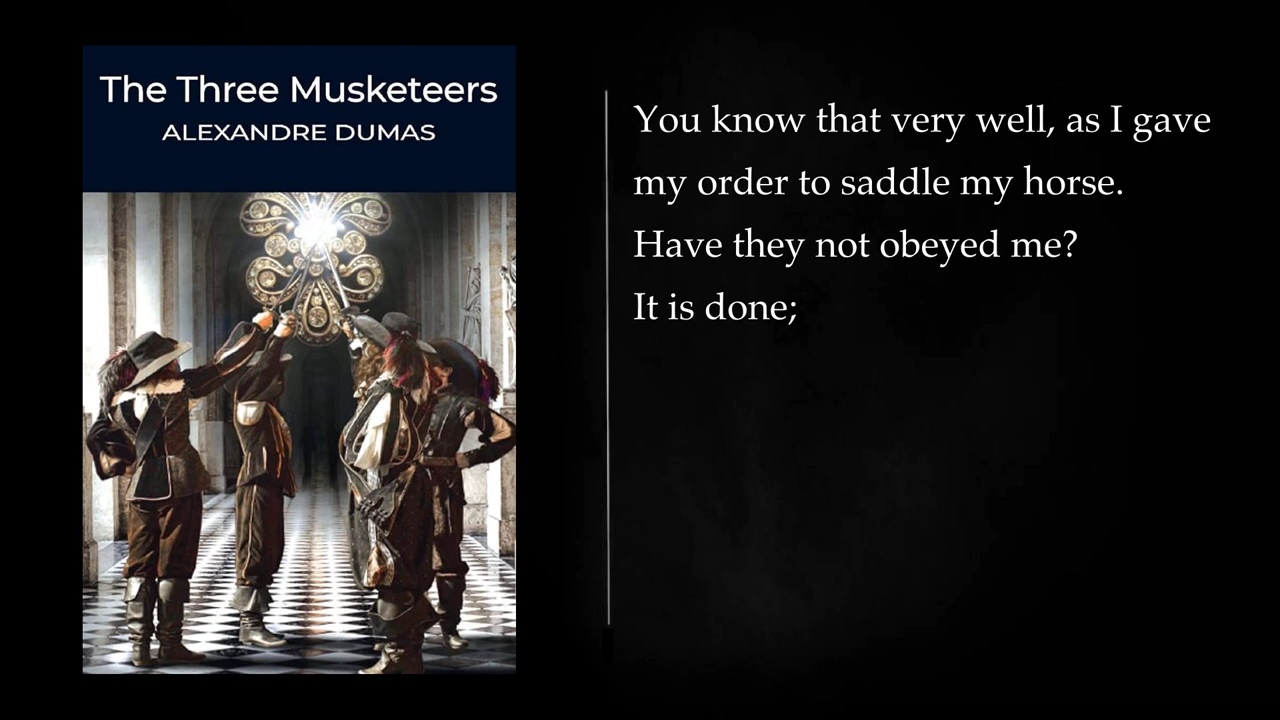 The Three Musketeers
ALEXANDRE DUMAS
You know that very well, as I gave
my order to saddle my horse.
Have they not obeyed me?
It is done;